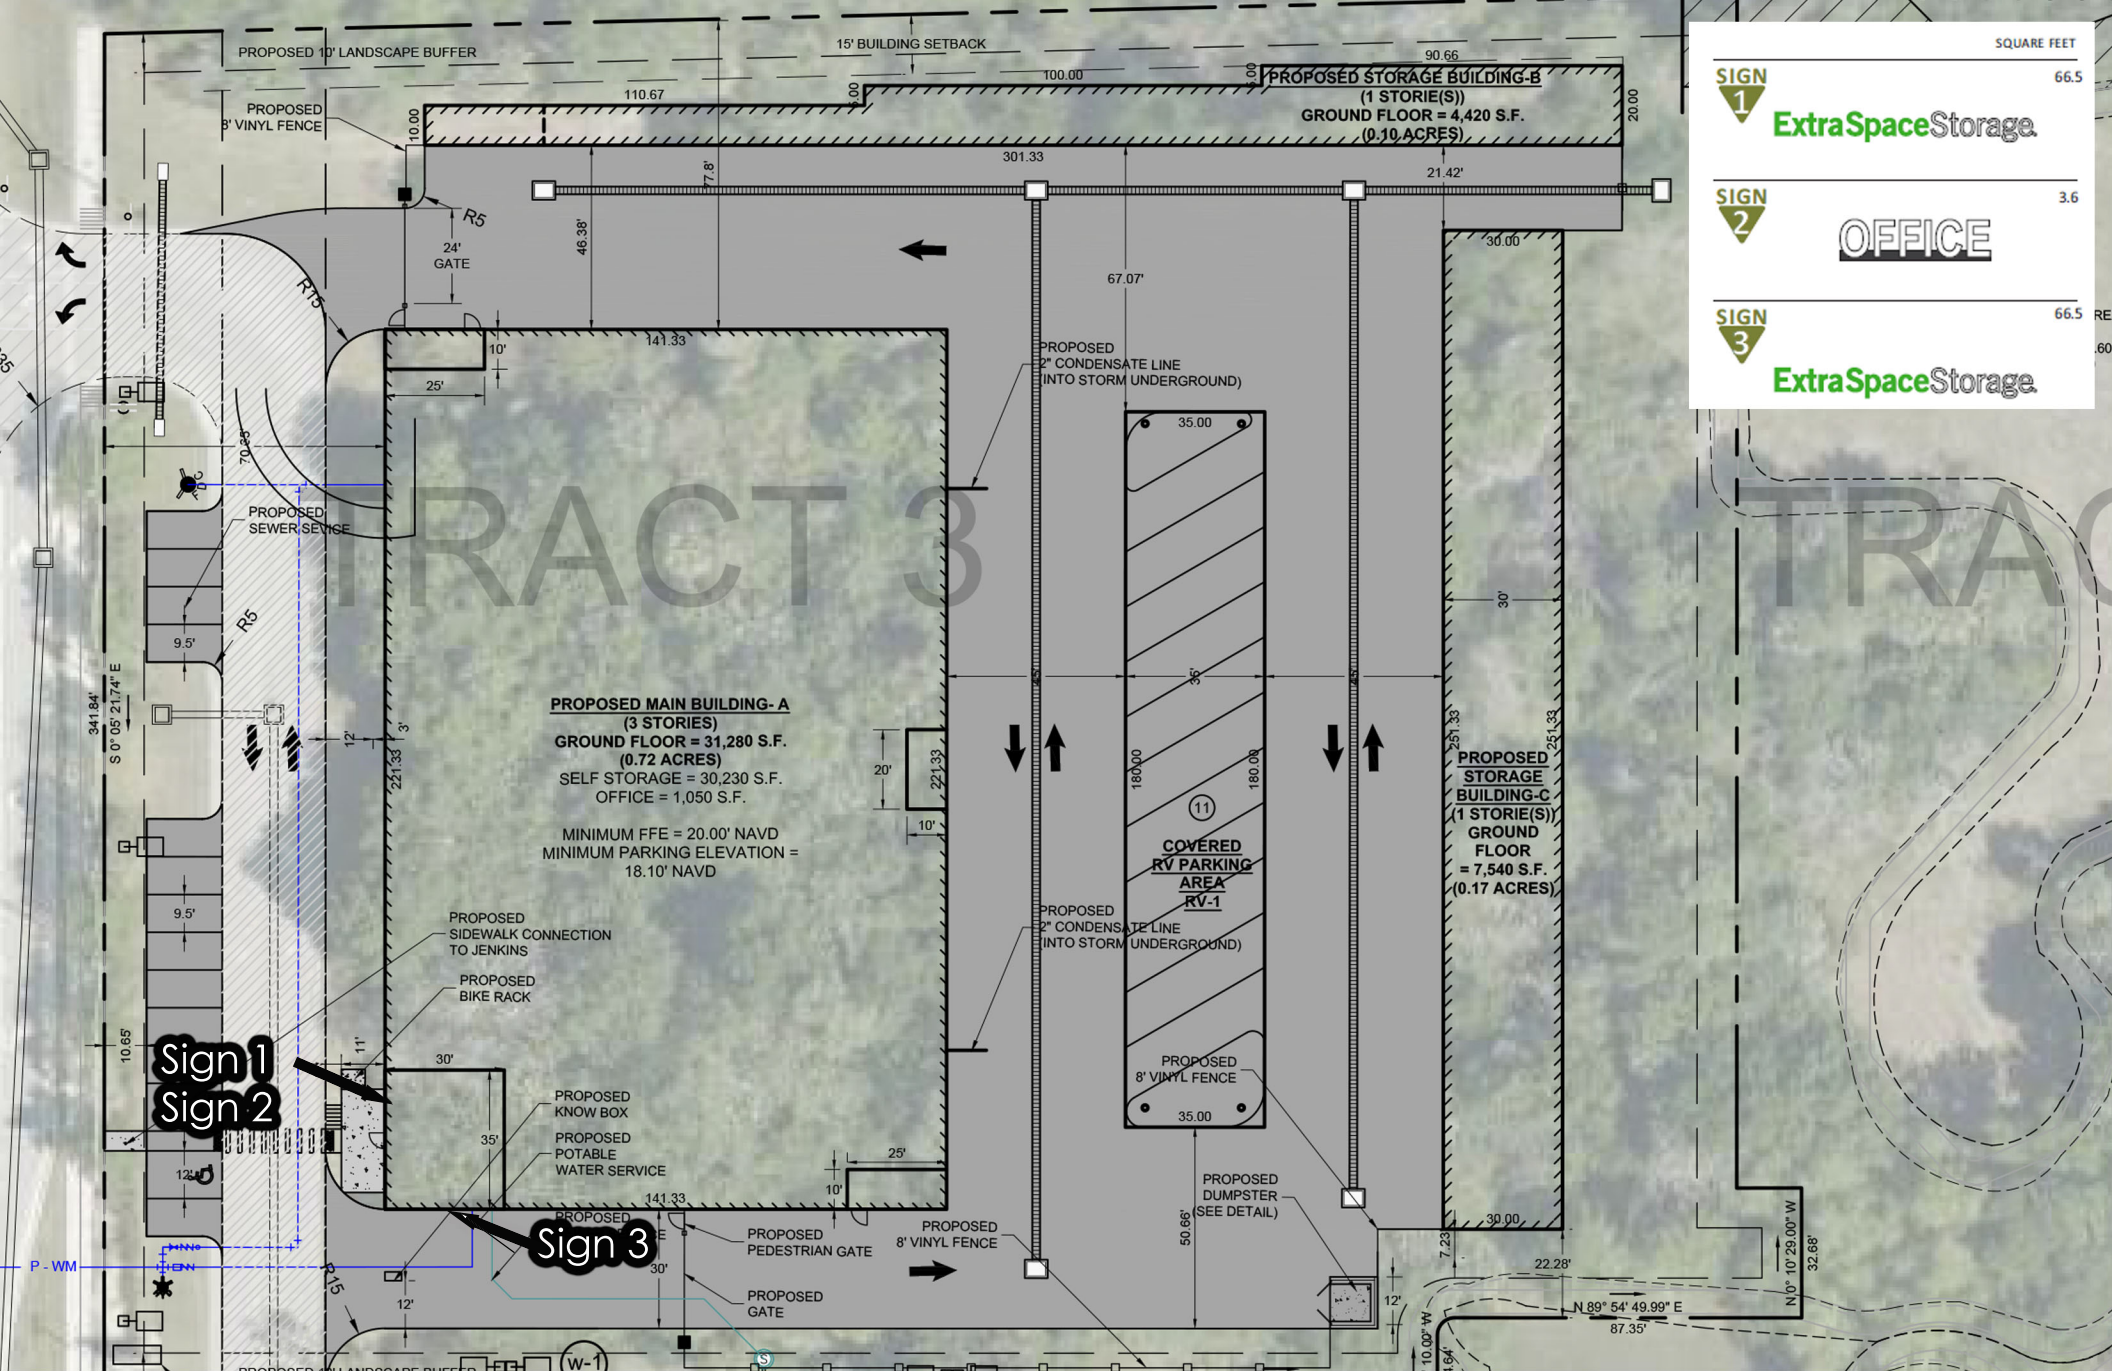 PROPOSED 10' LANDSCAPE BUFFER
15' BUILDING SETBACK
PROPOSED
8' VINYL FENCE
10.00
110.67
100.00
90.66
PROPOSED STORAGE BUILDING-B
(1 STORIE(S))
GROUND FLOOR = 4,420 S.F.
(0.10 ACRES)
20.00
301.33
21.42'
77.8'
46.38'
R5
24'
GATE
67.07'
30.00
SQUARE FEET
SIGN
1
66.5
ExtraSpaceStorage
SIGN
2
3.6
OFFICE
SIGN
3
66.5
ExtraSpaceStorage
R15
141.33
10'
25'
PROPOSED
2" CONDENSATE LINE
(INTO STORM UNDERGROUND)
35.00
PROPOSED
SEWER SEVICE
TRACT 3
R5
9.5'
30'
341.84'
S 0° 05' 21.74" E
12'
3'
221.33
PROPOSED MAIN BUILDING- A
(3 STORIES)
GROUND FLOOR = 31,280 S.F.
(0.72 ACRES)
SELF STORAGE = 30,230 S.F.
OFFICE = 1,050 S.F.
MINIMUM FFE = 20.00' NAVD
MINIMUM PARKING ELEVATION =
18.10' NAVD
20'
221.33
10'
45'
35'
45'
180.00
180.00
11
COVERED
RV PARKING
AREA
RV-1
251.33
251.33
PROPOSED
STORAGE
BUILDING-C
(1 STORIE(S))
GROUND
FLOOR
= 7,540 S.F.
(0.17 ACRES)
9.5'
PROPOSED
SIDEWALK CONNECTION
TO JENKINS
PROPOSED
BIKE RACK
PROPOSED
2" CONDENSATE LINE
(INTO STORM UNDERGROUND)
10.65'
Sign 1
Sign 2
11'
30'
35'
PROPOSED
KNOW BOX
PROPOSED
POTABLE
WATER SERVICE
25'
10'
PROPOSED
8' VINYL FENCE
35.00
12'
141.33
PROPOSED
Sign 3
PROPOSED
PEDESTRIAN GATE
PROPOSED
8' VINYL FENCE
PROPOSED
DUMPSTER
(SEE DETAIL)
50.66'
30.00
7.23'
22.28'
N 0° 10' 29.00" W
32.68'
P - WM
R15
12'
30'
PROPOSED
GATE
12'
N 89° 54' 49.99" E
87.35'
W-1
S